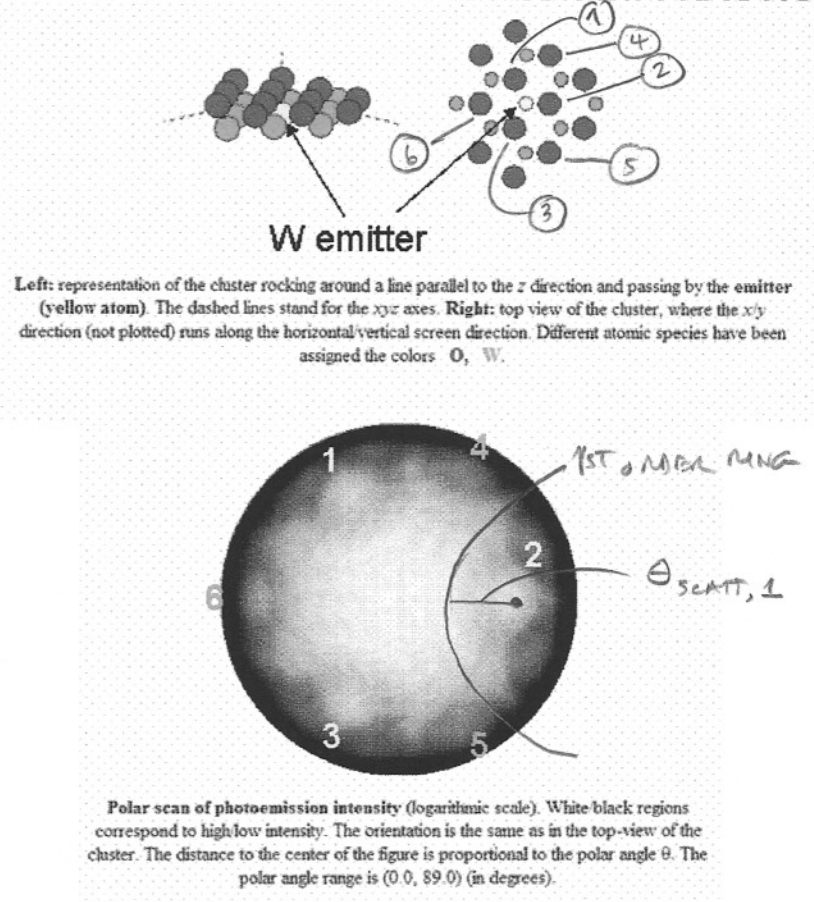 1
4
2
6
5
3
W emitter
Left: representation of the cluster rocking around a line parallel to the z direction and passing by the emitter
(yellow atom). The dashed lines stand for the xyz axes. Right: top view of the cluster, where the x/y
direction (not plotted) runs along the horizontal/vertical screen direction. Different atomic species have been
assigned the colors O, W.
1
4
1ST ORDER RING
2
θ SCATT, 1
6
3
5
Polar scan of photoemission intensity (logarithmic scale). White/black regions
correspond to high/low intensity. The orientation is the same as in the top-view of the
cluster. The distance to the center of the figure is proportional to the polar angle θ. The
polar angle range is (0.0, 89.0) (in degrees).